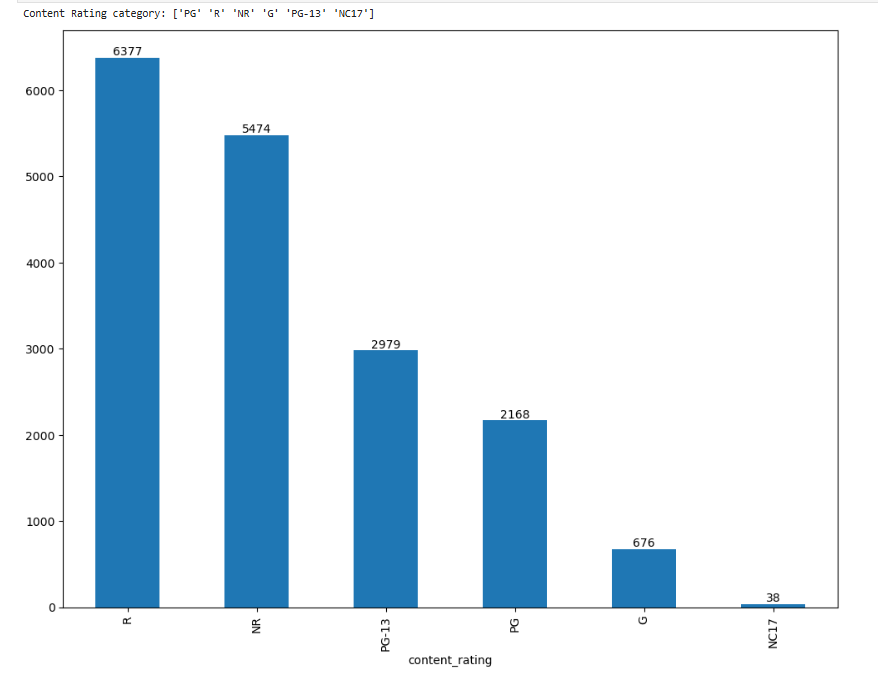 Content Rating category: ['PG' 'R' 'NR' 'G' 'PG-13' 'NC17']
6377
6000
5474
5000
4000
3000
2979
2168
2000
1000
676
38
0
R
NR
PG-13
PG
G
NC17
content_rating